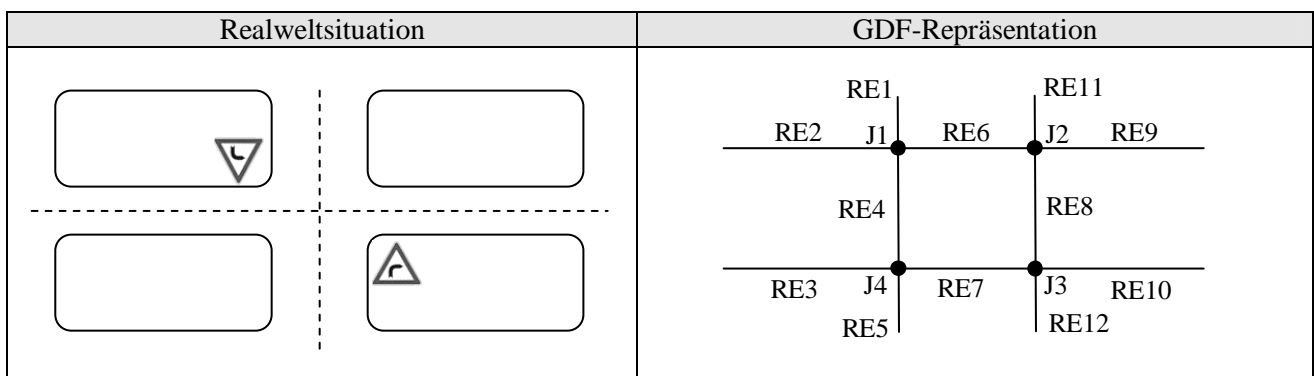 Realweltsituation
GDF-Repräsentation
RE1 RE11
RE2 J1 RE6 J2 RE9
RE4 RE8
RE3 J4 RE7 J3 RE10
RE5 RE12